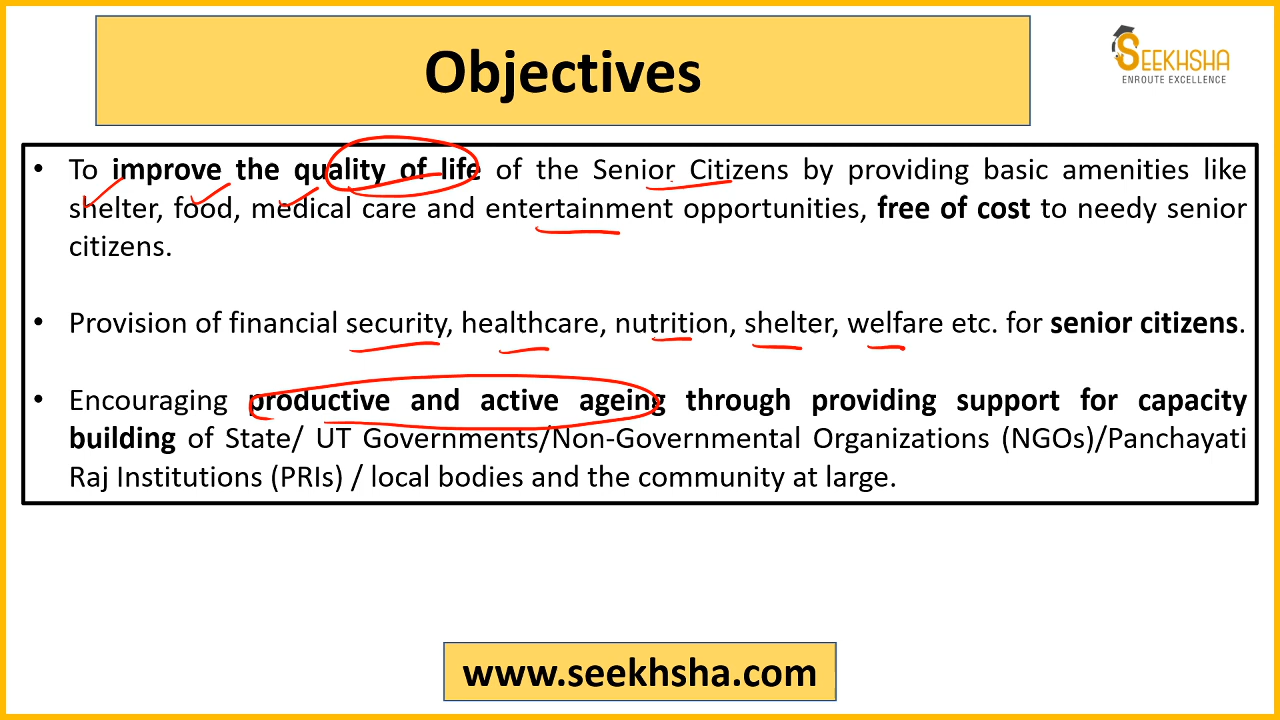 Objectives
SEEKHSHA
ENROUTE EXCELLENCE
• To improve the quality of life of the Senior Citizens by providing basic amenities like
shelter, food, medical care and entertainment opportunities, free of cost to needy senior
citizens.
• Provision of financial security, healthcare, nutrition, shelter, welfare etc. for senior citizens.
• Encouraging productive and active ageing through providing support for capacity
building of State/ UT Governments/Non-Governmental Organizations (NGOs)/Panchayati
Raj Institutions (PRIs) / local bodies and the community at large.
www.seekhsha.com